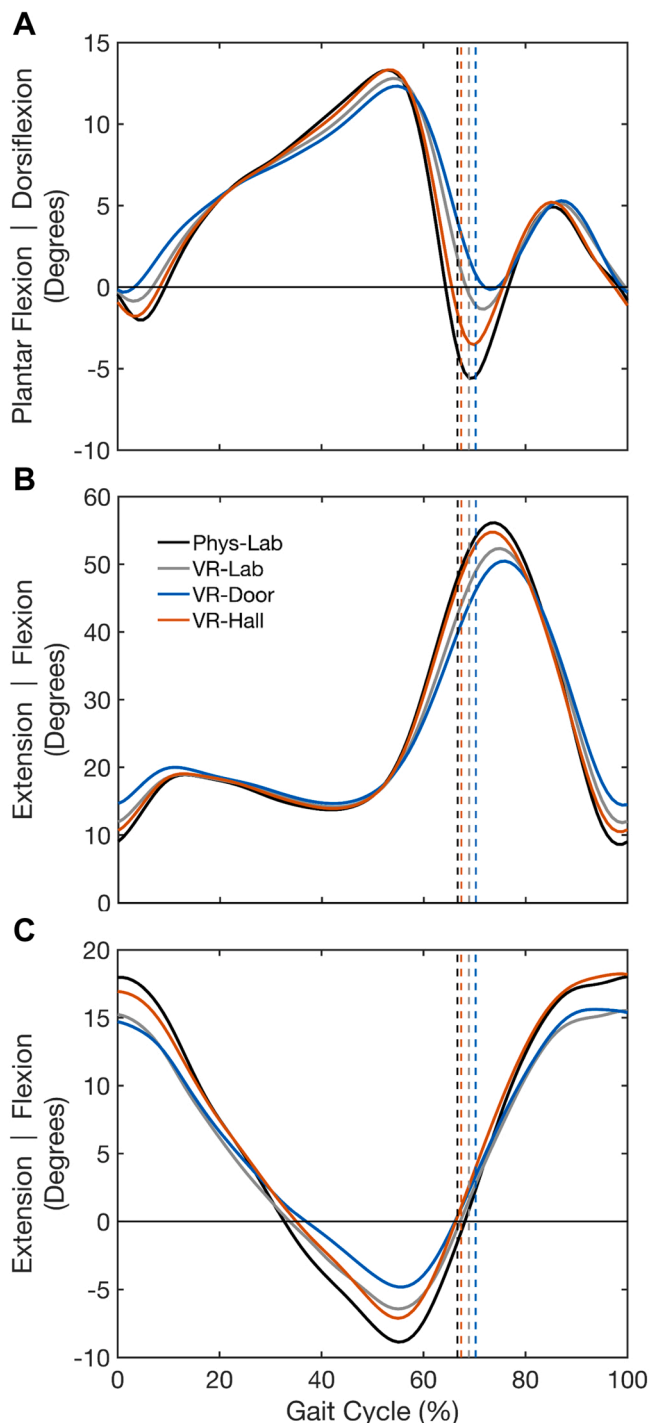 A
15
10
5
0
-5
-10
Plantar Flexion | Dorsiflexion
(Degrees)
B
60
50
40
30
20
10
0
Extension | Flexion
(Degrees)
Phys-Lab
VR-Lab
VR-Door
VR-Hall
C
20
15
10
5
0
-5
-10
Extension | Flexion
(Degrees)
0 20 40 60 80 100
Gait Cycle (%)